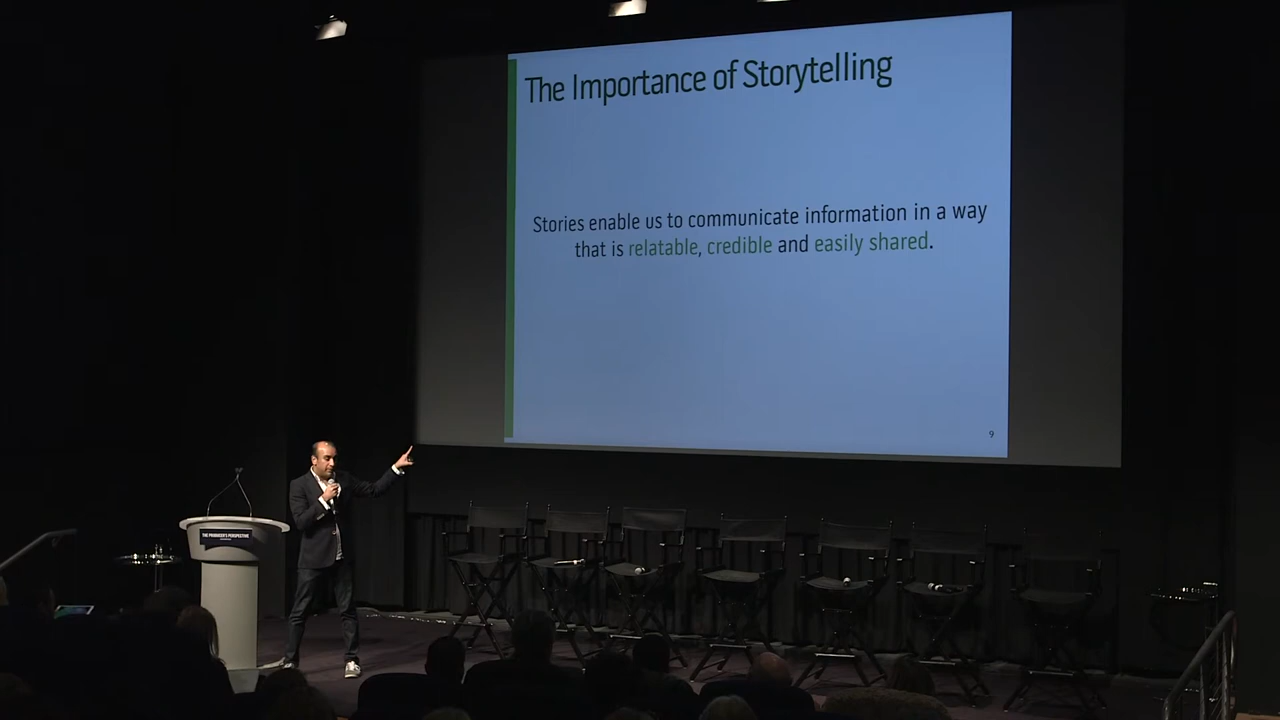 The Importance of Storytelling
Stories enable us to communicate information in a way
that is relatable, credible and easily shared.
9
THE PRODUCER'S PERSPECTIVE